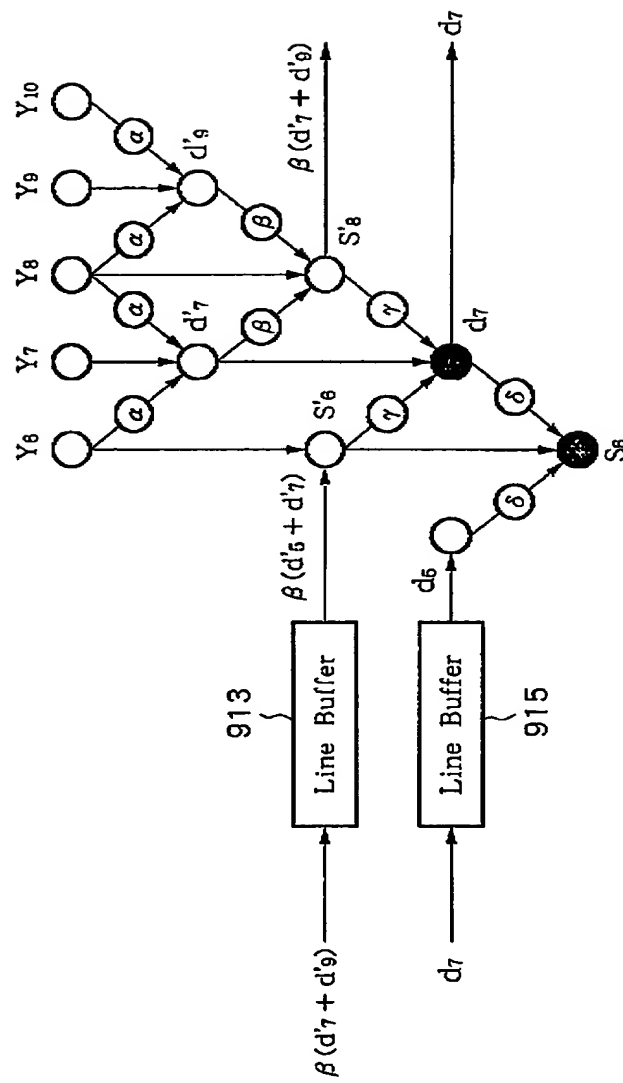 Y6 Y7 Y8 Y9 Y10
α α α α
d'7 d'9
β β
913
β(d'7 + d'9) Line Buffer β(d'5 + d'7) S'6 S'8 β(d'7 + d'9)
γ γ
d7 Line Buffer d5 d7 d7
915
δ δ
S6